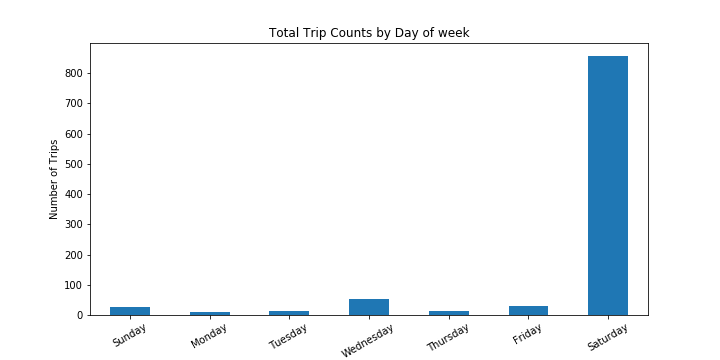 Total Trip Counts by Day of week
Number of Trips
800
700
600
500
400
300
200
100
0
Sunday
Monday
Tuesday
Wednesday
Thursday
Friday
Saturday